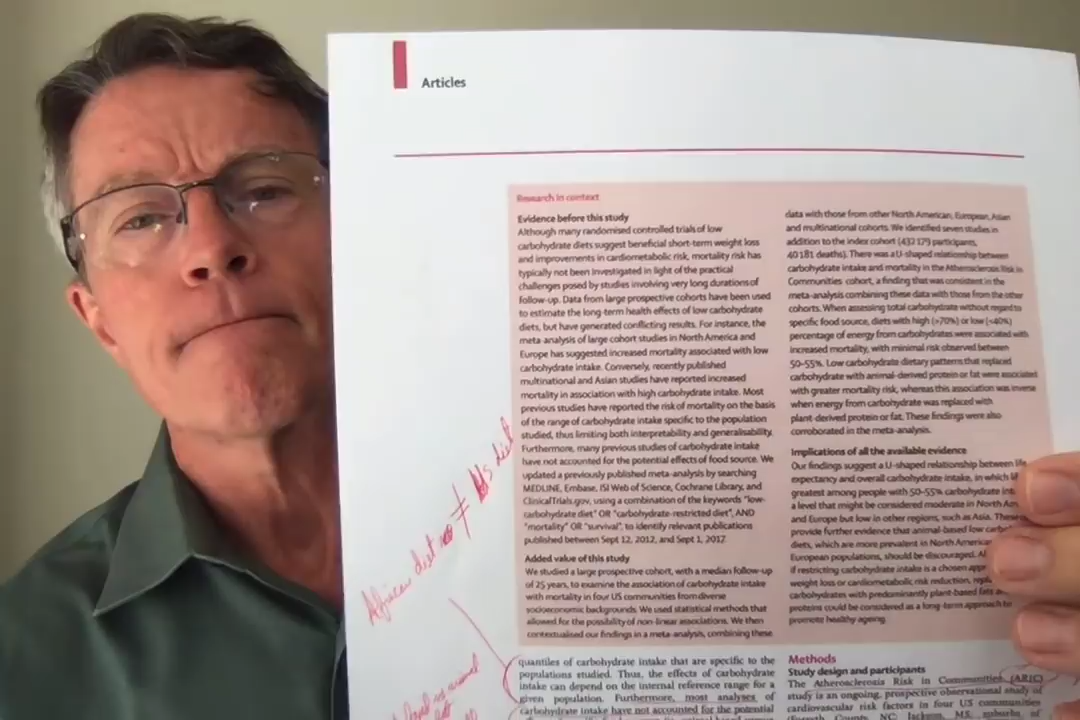 Articles
Research in context
Evidence before this study
Although many randomised controlled trials of low
carbohydrate diets suggest beneficial short-term weight loss
and improvements in cardiometabolic risk, mortality risk has
typically not been investigated in light of the practical
challenges posed by studies involving very long durations of
follow-up. Data from large prospective cohorts have been used
to estimate the long-term health effects of low carbohydrate
diets, but have generated conflicting results. For instance, the
meta-analysis of large cohort studies in North America and
Europe has suggested increased mortality associated with low
carbohydrate intake. Conversely, recently published
multinational and Asian studies have reported increased
mortality in association with high carbohydrate intake. Most
previous studies have reported the risk of mortality on the basis
of the range of carbohydrate intake specific to the population
studied, thus limiting both interpretability and generalisability.
Furthermore, many previous studies of carbohydrate intake
have not accounted for the potential effects of food source. We
updated a previously published meta-analysis by searching
MEDLINE, Embase, ISI Web of Science, Cochrane Library, and
ClinicalTrials.gov, using a combination of the keywords "low-
carbohydrate diet" OR "carbohydrate-restricted diet", AND
"mortality" OR "survival", to identify relevant publications
published between Sept 12, 2012, and Sept 1, 2017.
Added value of this study
We studied a large prospective cohort, with a median follow-up
of 25 years, to examine the association of carbohydrate intake
with mortality in four US communities from diverse
socioeconomic backgrounds. We used statistical methods that
allowed for the possibility of non-linear associations. We then
contextualised our findings in a meta-analysis, combining these
data with those from other North American, European, Asian
and multinational cohorts. We identified seven studies in
addition to the index cohort (432 179 participants,
40 181 deaths). There was a U-shaped relationship between
carbohydrate intake and mortality in the Atherosclerosis Risk in
Communities cohort, a finding that was consistent in the
meta-analysis combining these data with those from the other
cohorts. When assessing total carbohydrate without regard to
specific food source, diets with high (>70%) or low (<40%)
percentage of energy from carbohydrates were associated with
increased mortality, with minimal risk observed between
50–55%. Low carbohydrate dietary patterns that replaced
carbohydrate with animal-derived protein or fat were associated
with greater mortality risk, whereas this association was inverse
when energy from carbohydrate was replaced with
plant-derived protein or fat. These findings were also
corroborated in the meta-analysis.
Implications of all the available evidence
Our findings suggest a U-shaped relationship between life
expectancy and overall carbohydrate intake, in which
greatest among people with 50–55% carbohydrate
a level that might be considered moderate in North
and Europe but low in other regions, such as Asia. These
provide further evidence that animal-based low
diets, which are more prevalent in North American
European populations, should be discouraged.
if restricting carbohydrate intake is a chosen
weight loss or cardiometabolic risk reduction,
carbohydrates with predominantly plant-based fats
proteins could be considered as a long-term approach to
promote healthy ageing.
African diet ≠ US diet
quantiles of carbohydrate intake that are specific to the
populations studied. Thus, the effects of carbohydrate
intake can depend on the internal reference range for a
given population. Furthermore, most analyses of
carbohydrate intake have not accounted for the potential
Methods
Study design and participants
The Atherosclerosis Risk in Communities (ARIC)
study is an ongoing, prospective observational study of
cardiovascular risk factors in four US communities